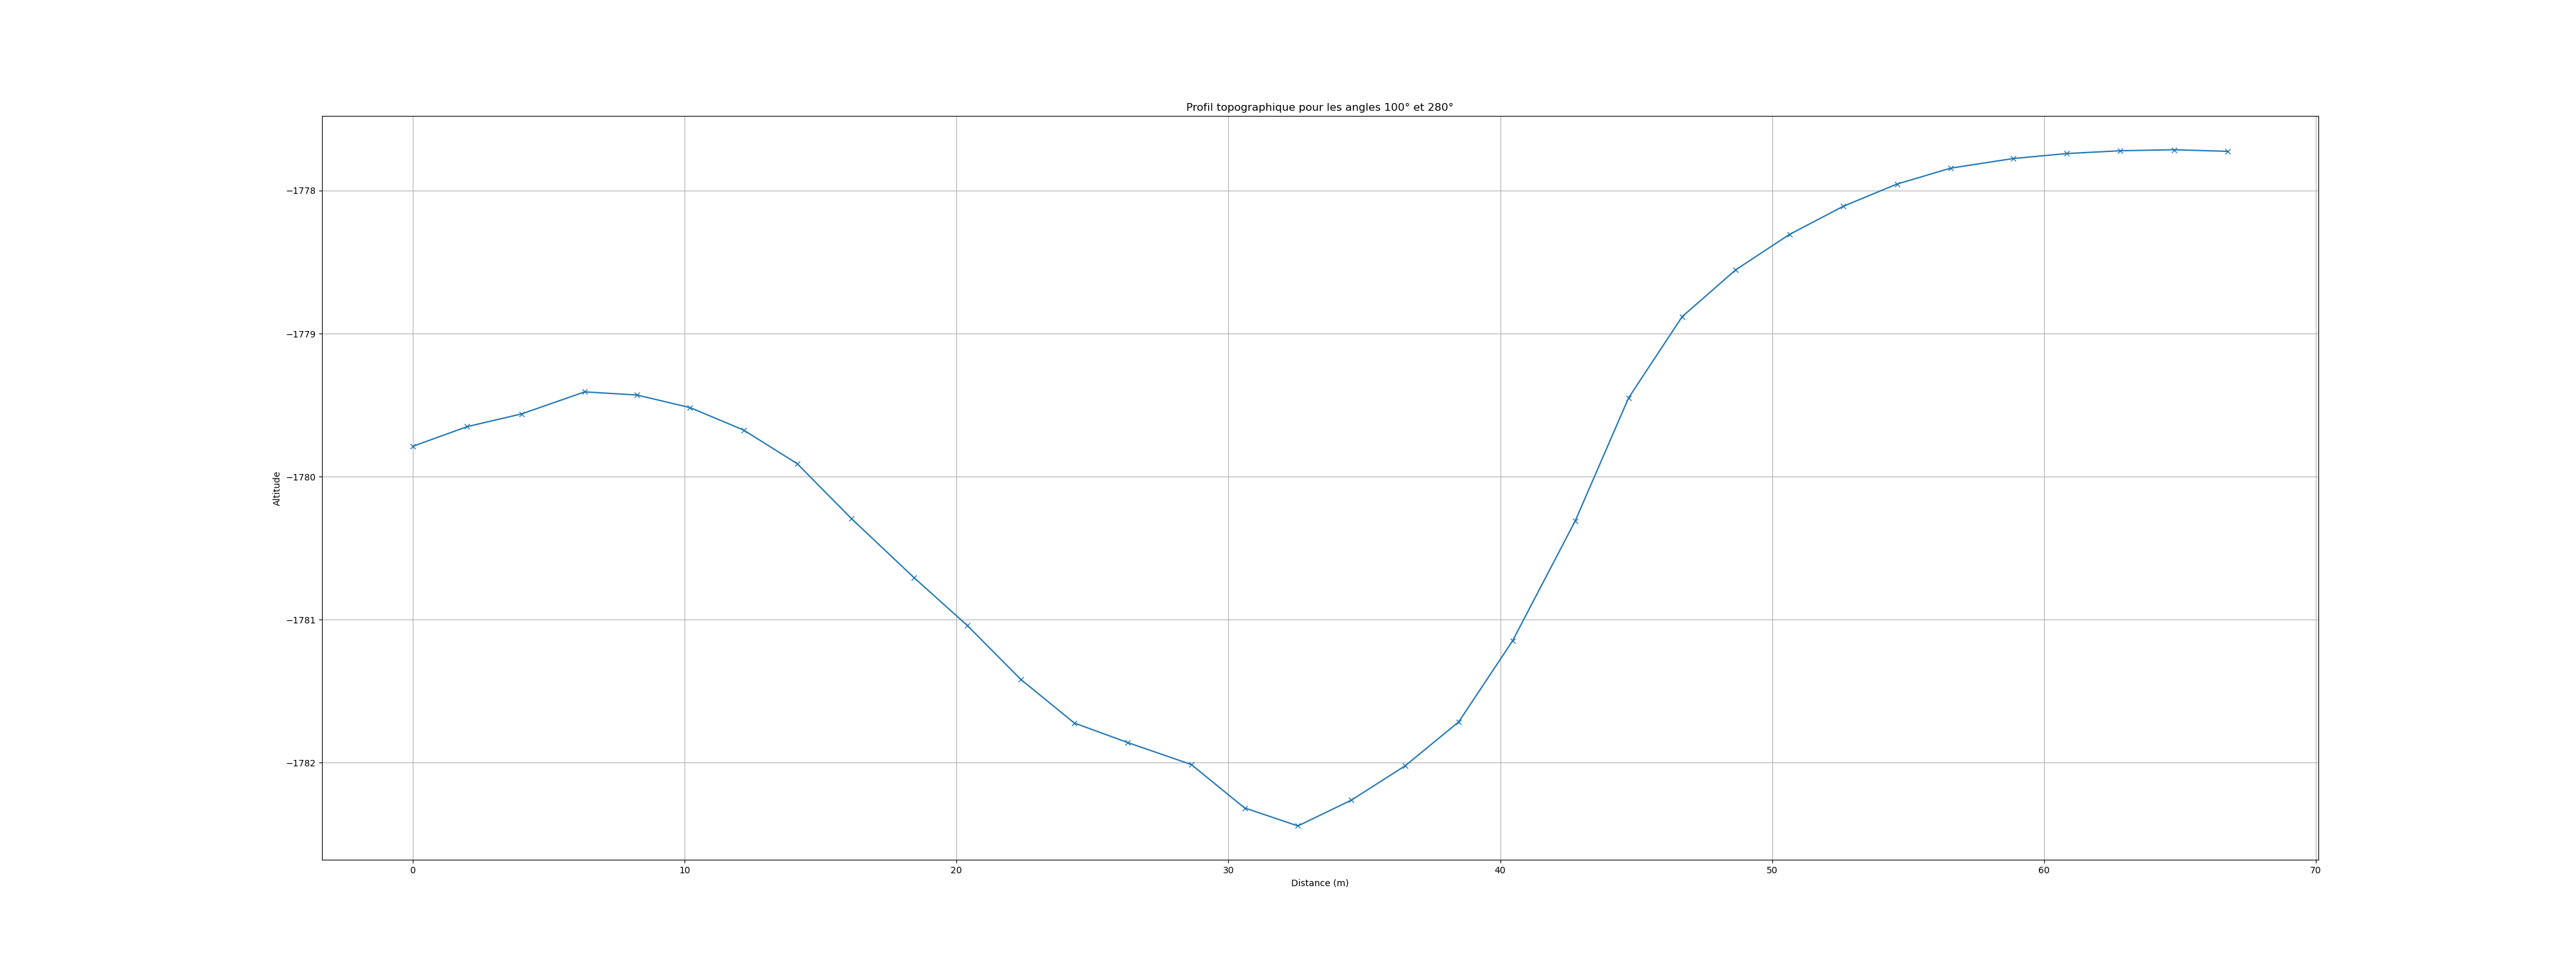 Profil topographique pour les angles 100° et 280°
Altitude
−1778
−1779
−1780
−1781
−1782
0 10 20 30 40 50 60 70
Distance (m)